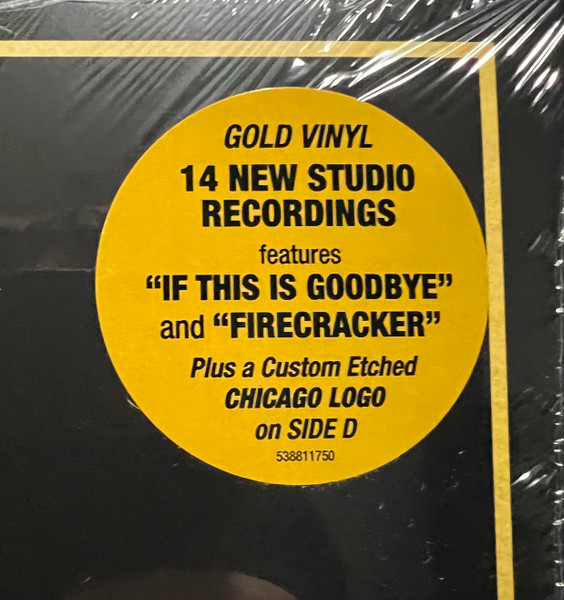 GOLD VINYL
14 NEW STUDIO
RECORDINGS
features
“IF THIS IS GOODBYE”
and “FIRECRACKER”
Plus a Custom Etched
CHICAGO LOGO
on SIDE D
538811750